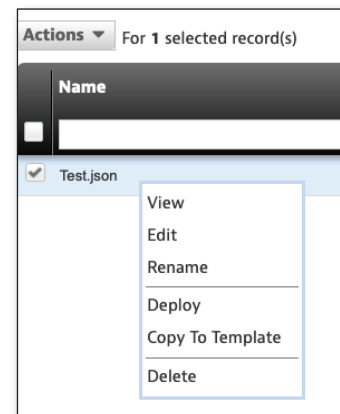 Actions For 1 selected record(s)
Name
Test.json
View
Edit
Rename
Deploy
Copy To Template
Delete